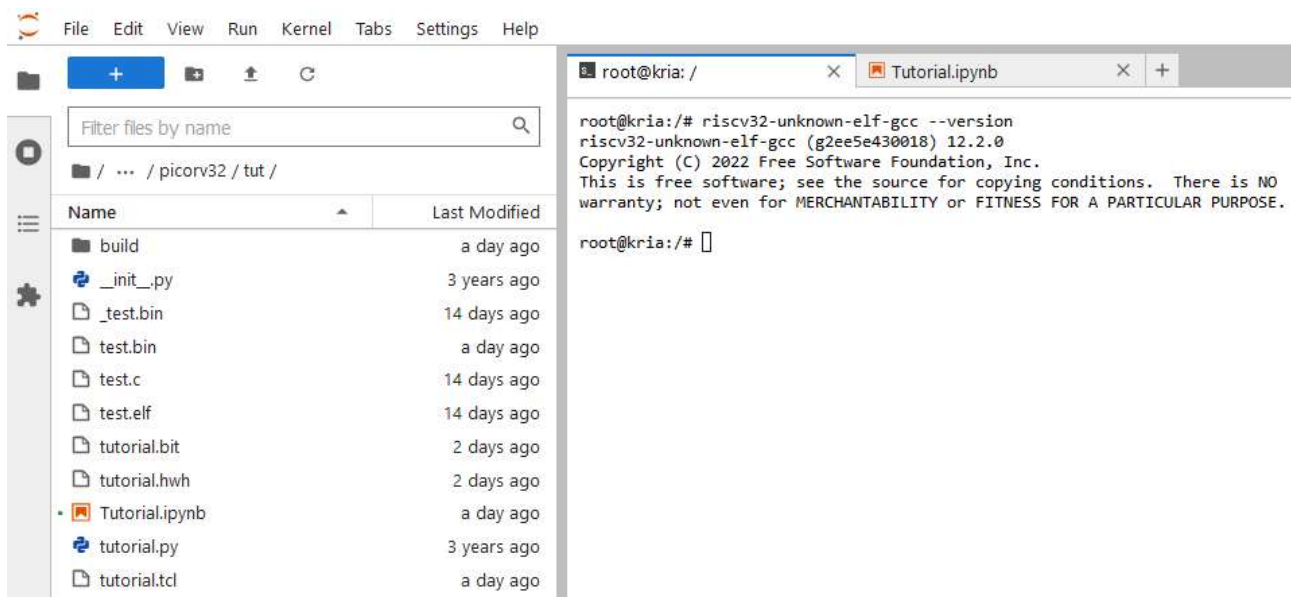 File Edit View Run Kernel Tabs Settings Help
+
Filter files by name
/ ··· / picorv32 / tut /
Name Last Modified
build a day ago
__init__.py 3 years ago
_test.bin 14 days ago
test.bin a day ago
test.c 14 days ago
test.elf 14 days ago
tutorial.bit 2 days ago
tutorial.hwh 2 days ago
Tutorial.ipynb a day ago
tutorial.py 3 years ago
tutorial.tcl a day ago
root@kria: / × Tutorial.ipynb × +
root@kria:/# riscv32-unknown-elf-gcc --version
riscv32-unknown-elf-gcc (g2ee5e430018) 12.2.0
Copyright (C) 2022 Free Software Foundation, Inc.
This is free software; see the source for copying conditions.  There is NO
warranty; not even for MERCHANTABILITY or FITNESS FOR A PARTICULAR PURPOSE.
root@kria:/#